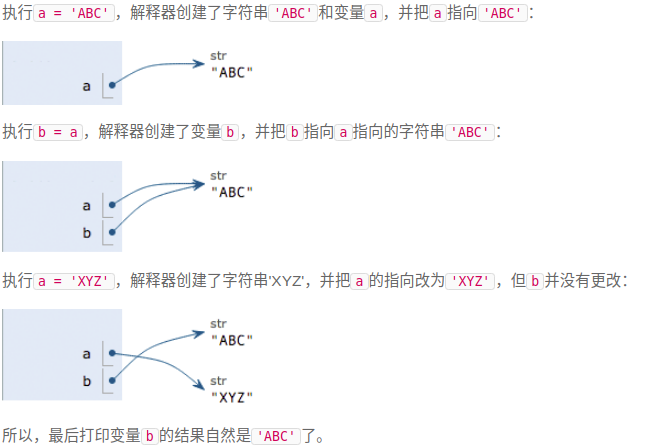 执行a = 'ABC'，解释器创建了字符串'ABC'和变量a，并把a指向'ABC'：
str
"ABC"
a
执行b = a，解释器创建了变量b，并把b指向a指向的字符串'ABC'：
str
"ABC"
a
b
执行a = 'XYZ'，解释器创建了字符串'XYZ'，并把a的指向改为'XYZ'，但b并没有更改：
str
"ABC"
a
b
str
"XYZ"
所以，最后打印变量b的结果自然是'ABC'了。